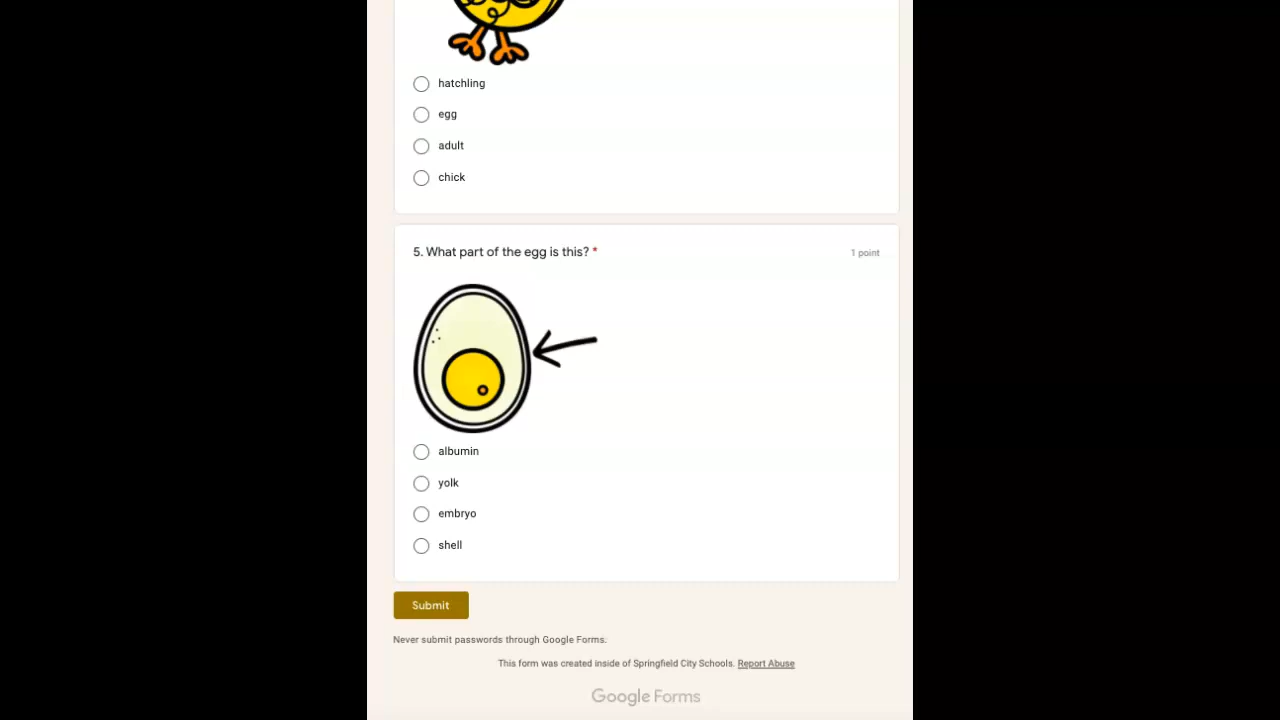 hatchling
egg
adult
chick
5. What part of the egg is this? *
1 point
albumin
yolk
embryo
shell
Submit
Never submit passwords through Google Forms.
This form was created inside of Springfield City Schools. Report Abuse
Google Forms